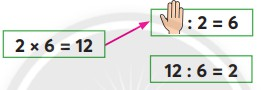 : 2 = 6
2 × 6 = 12
12 : 6 = 2